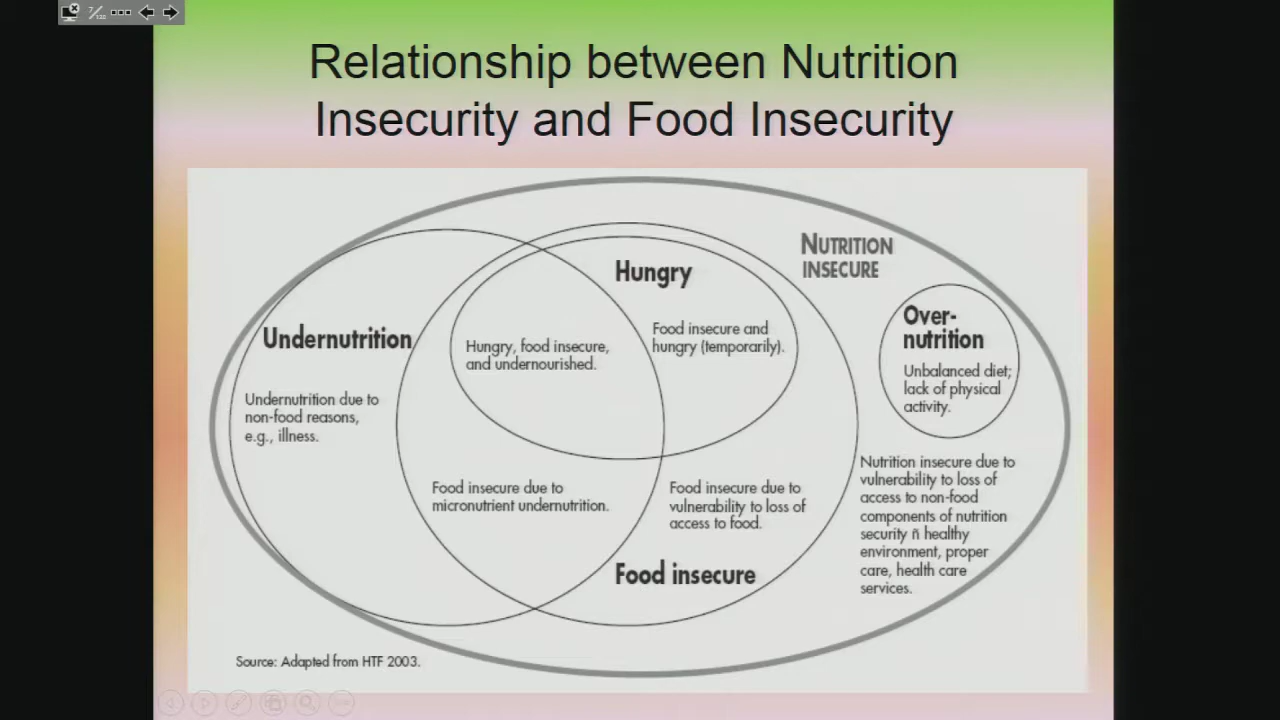 7/110
Relationship between Nutrition
Insecurity and Food Insecurity
NUTRITION
INSECURE
Hungry
Over-
nutrition
Unbalanced diet;
lack of physical
activity.
Undernutrition
Food insecure and
hungry (temporarily).
Hungry, food insecure,
and undernourished.
Undernutrition due to
non-food reasons,
e.g., illness.
Nutrition insecure due to
vulnerability to loss of
access to non-food
components of nutrition
security ñ healthy
environment, proper
care, health care
services.
Food insecure due to
micronutrient undernutrition.
Food insecure due to
vulnerability to loss of
access to food.
Food insecure
Source: Adapted from HTF 2003.